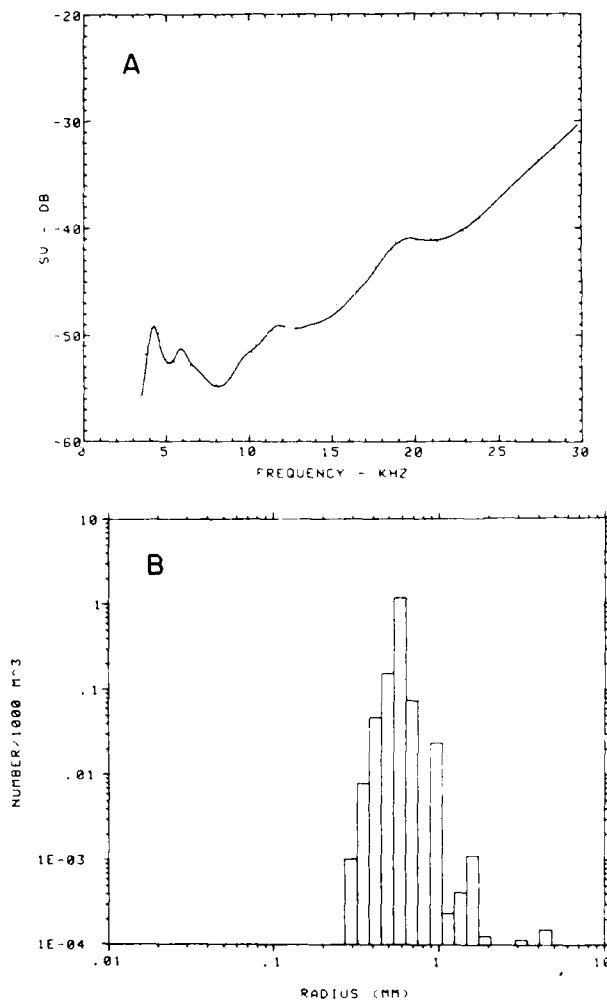 A
-20
-30
-40
-50
-60
SV - DB
0 5 10 15 20 25 30
FREQUENCY - KHZ
B
10
1
.1
.01
1E-03
1E-04
NUMBER/1000 M^3
.01 .1 1 10
RADIUS (MM)